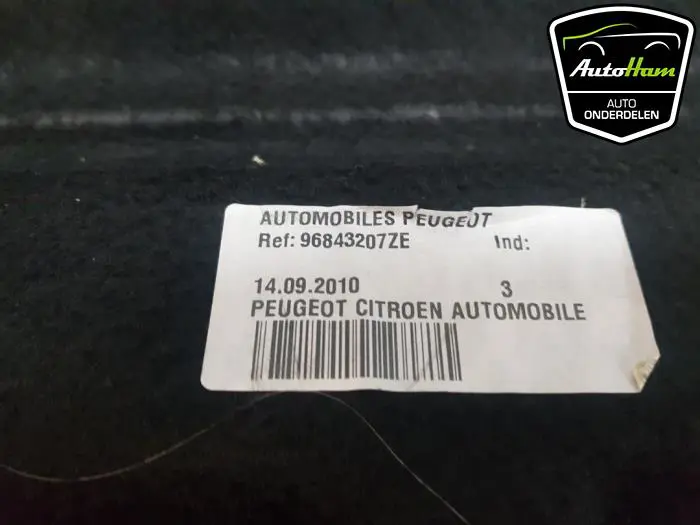 AutoHam
AUTO
ONDERDELEN
AUTOMOBILES PEUGEOT
Ref: 96843207ZE Ind:
14.09.2010 3
PEUGEOT CITROEN AUTOMOBILE